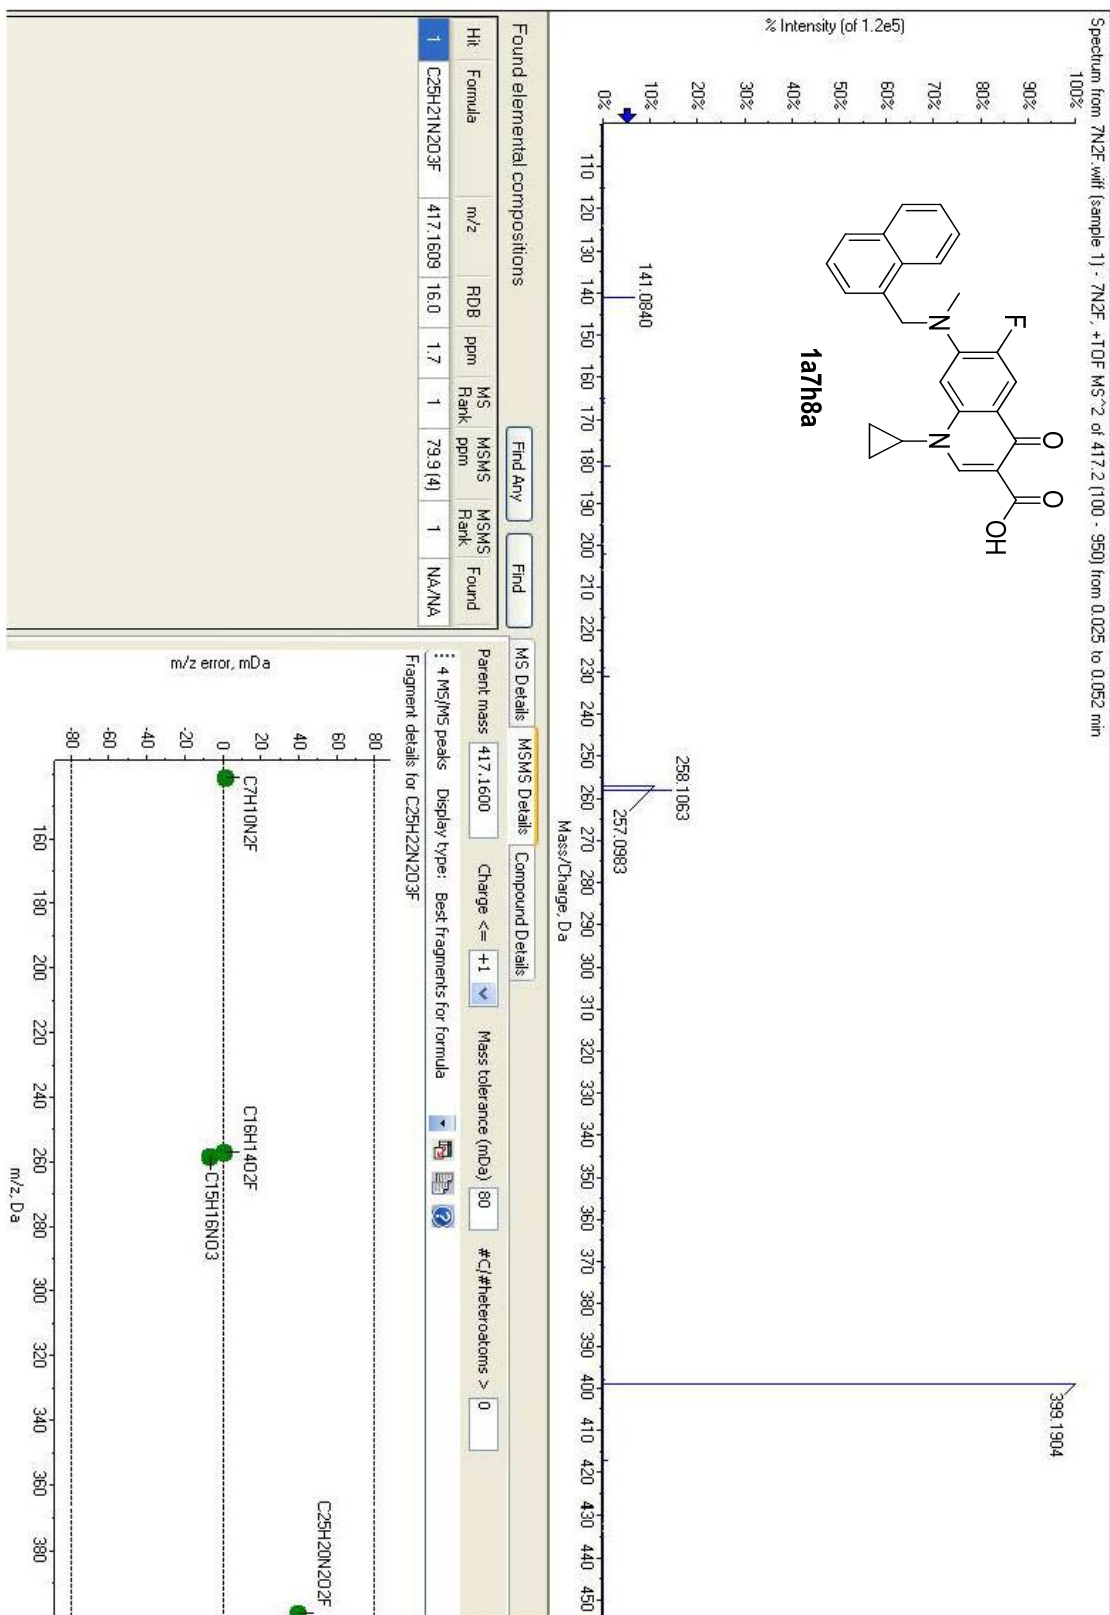 Spectrum from 7N2F.wiff (sample 1) - 7N2F, +TOF MS^2 of 417.2 (100 - 950) from 0.025 to 0.052 min
% Intensity (of 1.2e5)
100%
90%
80%
70%
60%
50%
40%
30%
20%
10%
0%
F
O
O
OH
N
N
1a7h8a
141.0840
258.1063
257.0983
399.1904
110 120 130 140 150 160 170 180 190 200 210 220 230 240 250 260 270 280 290 300 310 320 330 340 350 360 370 380 390 400 410 420 430 440 450
Mass/Charge, Da
Found elemental compositions
Find Any
Find
Hit Formula m/z RDB ppm MS Rank MSMS ppm MSMS Rank Found
1 C25H21N2O3F 417.1609 16.0 1.7 1 79.9 (4) 1 NA/NA
MS Details MSMS Details Compound Details
Parent mass 417.1600 Charge <= +1 Mass tolerance (mDa) 80 #C/#heteroatoms > 0
4 MS/MS peaks Display type: Best fragments for formula
Fragment details for C25H22N2O3F
m/z error, mDa
80
60
40
20
0
-20
-40
-60
-80
C7H10N2F
C16H14O2F
C15H16NO3
C25H20N2O2F
160 180 200 220 240 260 280 300 320 340 360 380
m/z, Da